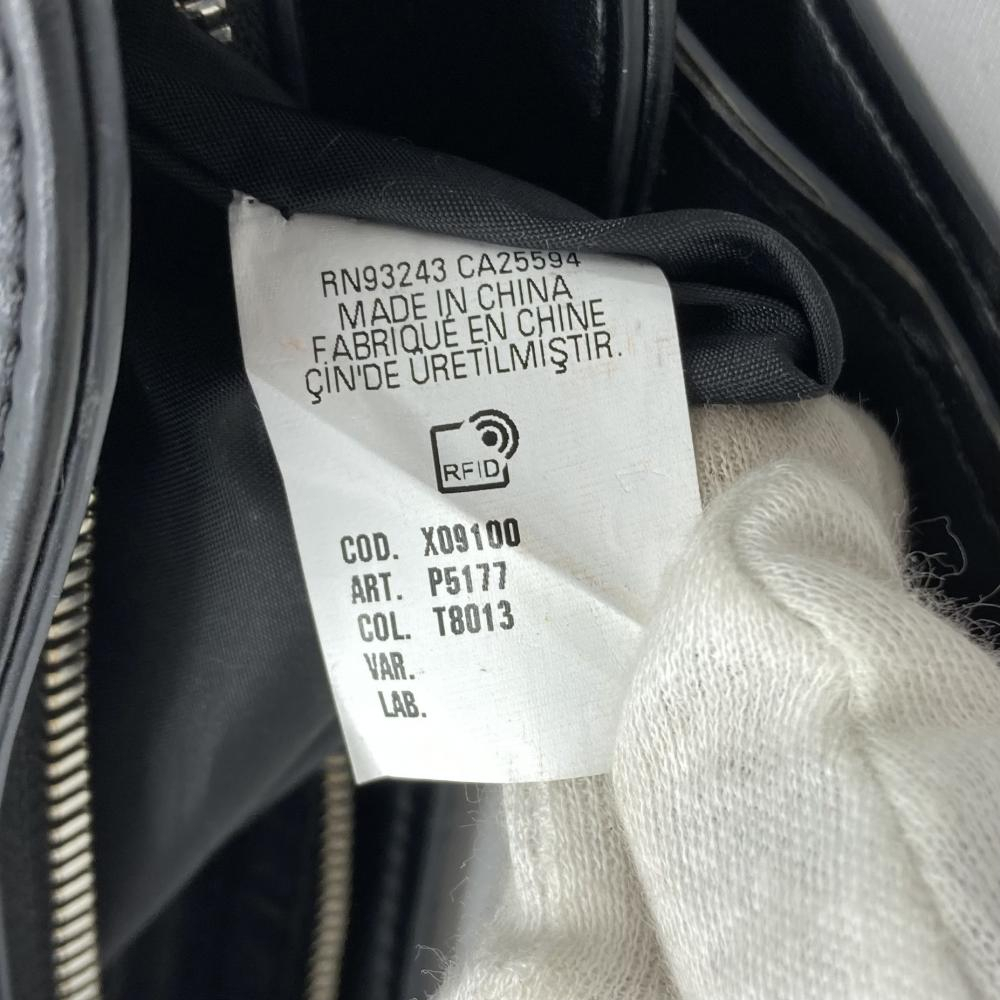 RN93243 CA25594
MADE IN CHINA
FABRIQUÉ EN CHINE
ÇİN'DE ÜRETİLMİŞTİR.
RFID
COD. X09100
ART. P5177
COL. T8013
VAR.
LAB.